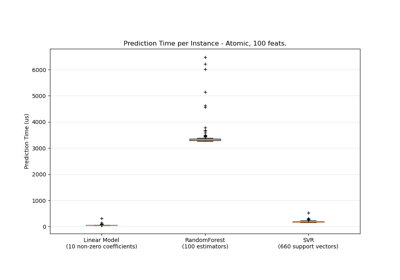 Prediction Time per Instance - Atomic, 100 feats.
Prediction Time (us)
6000
5000
4000
3000
2000
1000
0
Linear Model
(10 non-zero coefficients)
RandomForest
(100 estimators)
SVR
(660 support vectors)